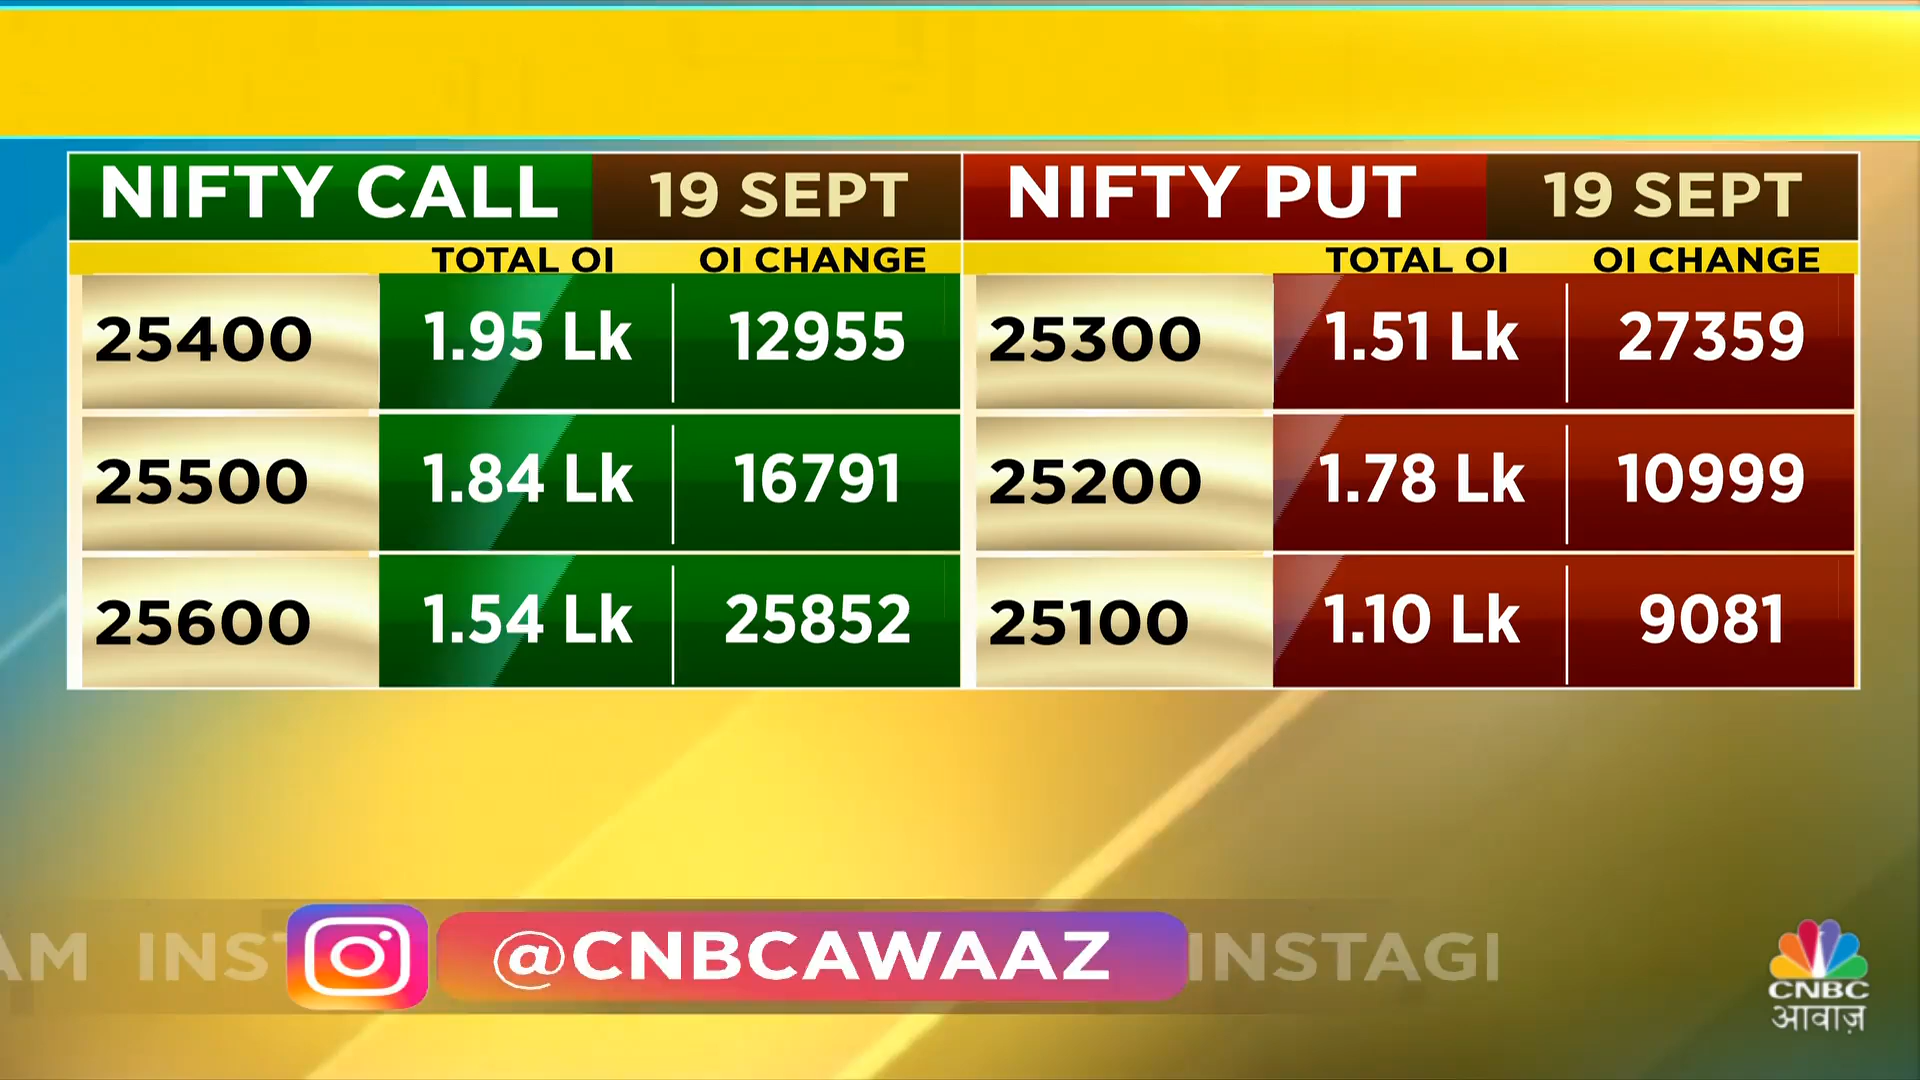 NIFTY CALL 19 SEPT NIFTY PUT 19 SEPT
TOTAL OI OI CHANGE TOTAL OI OI CHANGE
25400 1.95 Lk 12955 25300 1.51 Lk 27359
25500 1.84 Lk 16791 25200 1.78 Lk 10999
25600 1.54 Lk 25852 25100 1.10 Lk 9081
AM INST @CNBCAWAAZ INSTAGI
CNBC
आवाज़